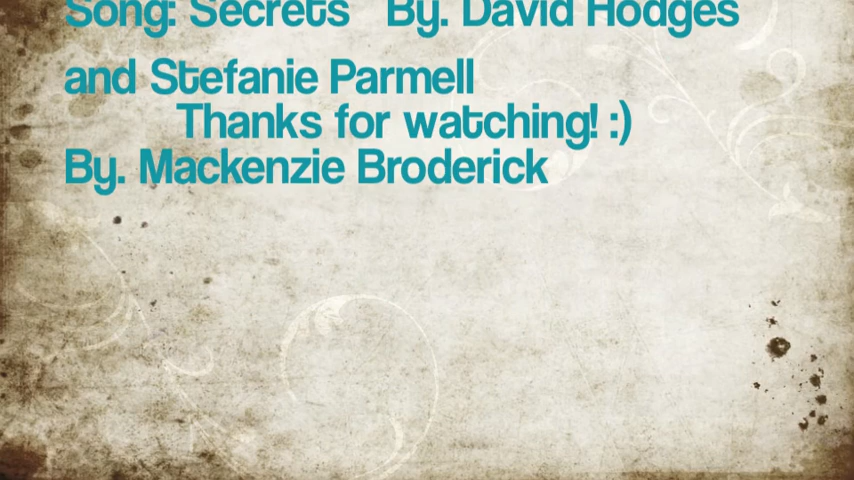 Song: Secrets By. David Hodges
and Stefanie Parmell
Thanks for watching! :)
By. Mackenzie Broderick